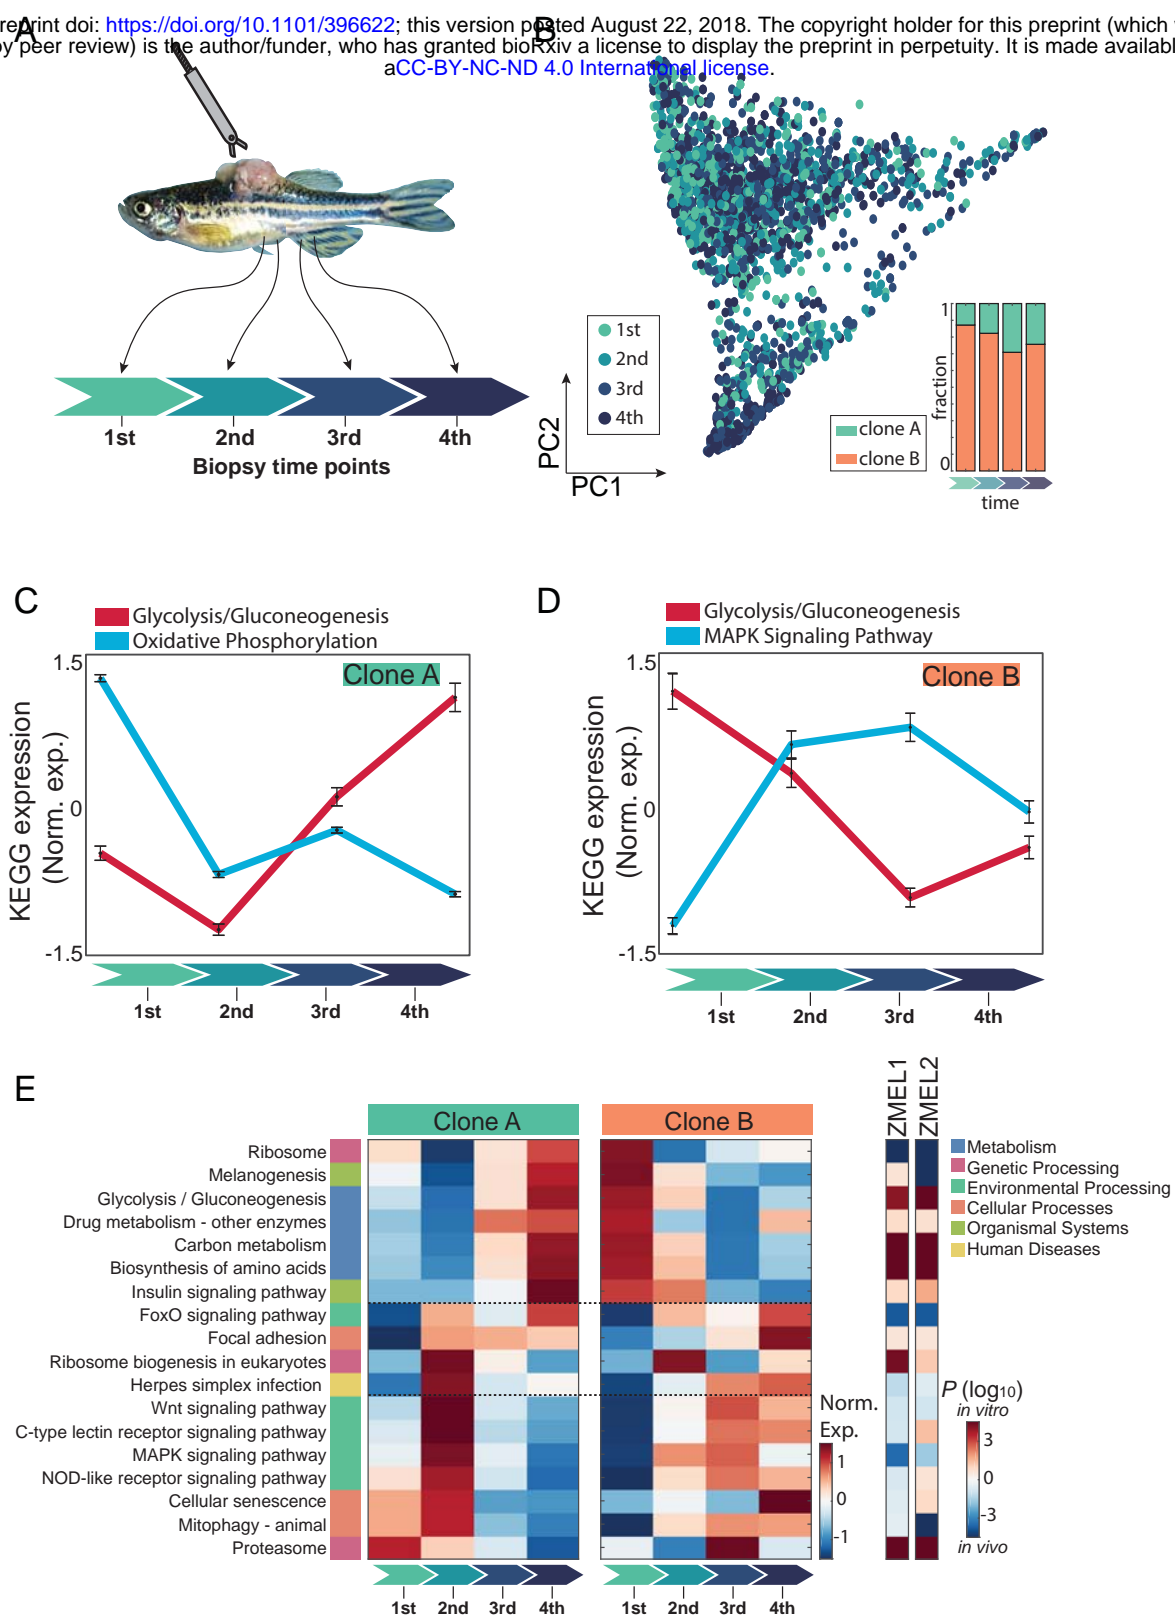 reprint doi: https://doi.org/10.1101/396622; this version posted August 22, 2018. The copyright holder for this preprint (which
by peer review) is the author/funder, who has granted bioRxiv a license to display the preprint in perpetuity. It is made availabl
aCC-BY-NC-ND 4.0 International license.
A
B
1st
2nd
3rd
4th
Biopsy time points
1st
2nd
3rd
4th
PC2
PC1
clone A
clone B
fraction
1
0
time
C
Glycolysis/Gluconeogenesis
Oxidative Phosphorylation
Clone A
KEGG expression
(Norm. exp.)
1.5
0
-1.5
1st
2nd
3rd
4th
D
Glycolysis/Gluconeogenesis
MAPK Signaling Pathway
Clone B
KEGG expression
(Norm. exp.)
1.5
0
-1.5
1st
2nd
3rd
4th
E
Clone A
Clone B
ZMEL1
ZMEL2
Ribosome
Melanogenesis
Glycolysis / Gluconeogenesis
Drug metabolism - other enzymes
Carbon metabolism
Biosynthesis of amino acids
Insulin signaling pathway
FoxO signaling pathway
Focal adhesion
Ribosome biogenesis in eukaryotes
Herpes simplex infection
Wnt signaling pathway
C-type lectin receptor signaling pathway
MAPK signaling pathway
NOD-like receptor signaling pathway
Cellular senescence
Mitophagy - animal
Proteasome
Metabolism
Genetic Processing
Environmental Processing
Cellular Processes
Organismal Systems
Human Diseases
Norm.
Exp.
1
0
-1
P (log10)
in vitro
3
0
-3
in vivo
1st
2nd
3rd
4th
1st
2nd
3rd
4th